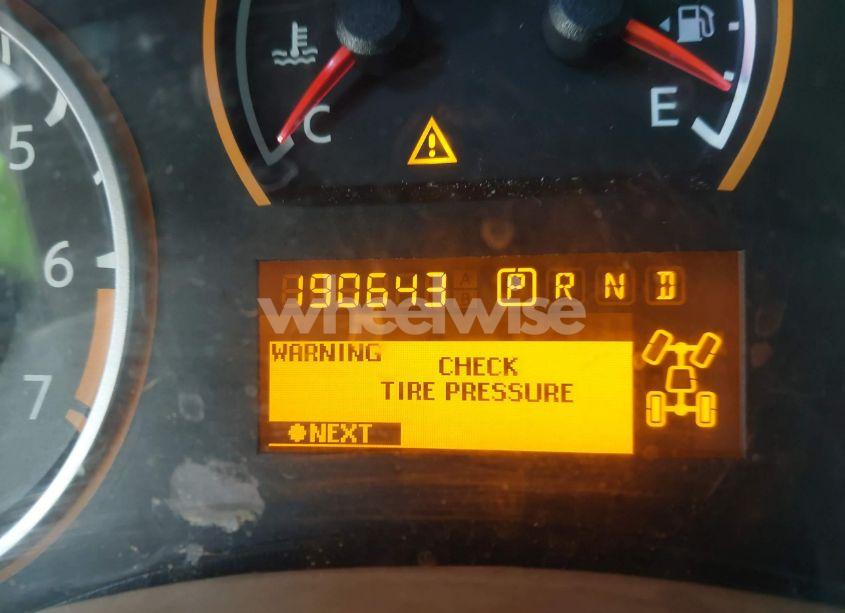 5
6
7
C
E
190643
P R N D
wheelwise
WARNING
CHECK
TIRE PRESSURE
NEXT